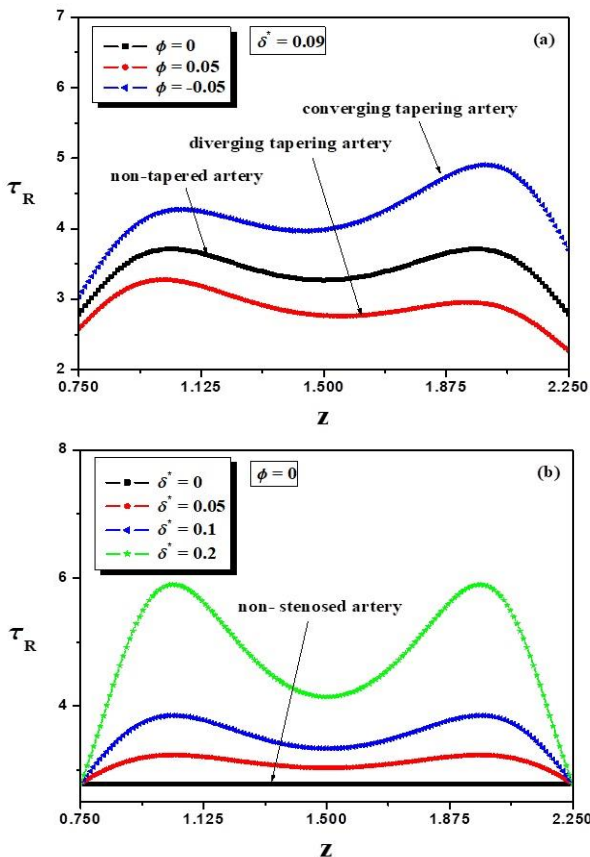 7
6
5
4
3
2
τ_R
ϕ = 0
ϕ = 0.05
ϕ = -0.05
δ* = 0.09
(a)
converging tapering artery
diverging tapering artery
non-tapered artery
0.750 1.125 1.500 1.875 2.250
z
8
6
4
τ_R
δ* = 0
δ* = 0.05
δ* = 0.1
δ* = 0.2
ϕ = 0
(b)
non- stenosed artery
0.750 1.125 1.500 1.875 2.250
z